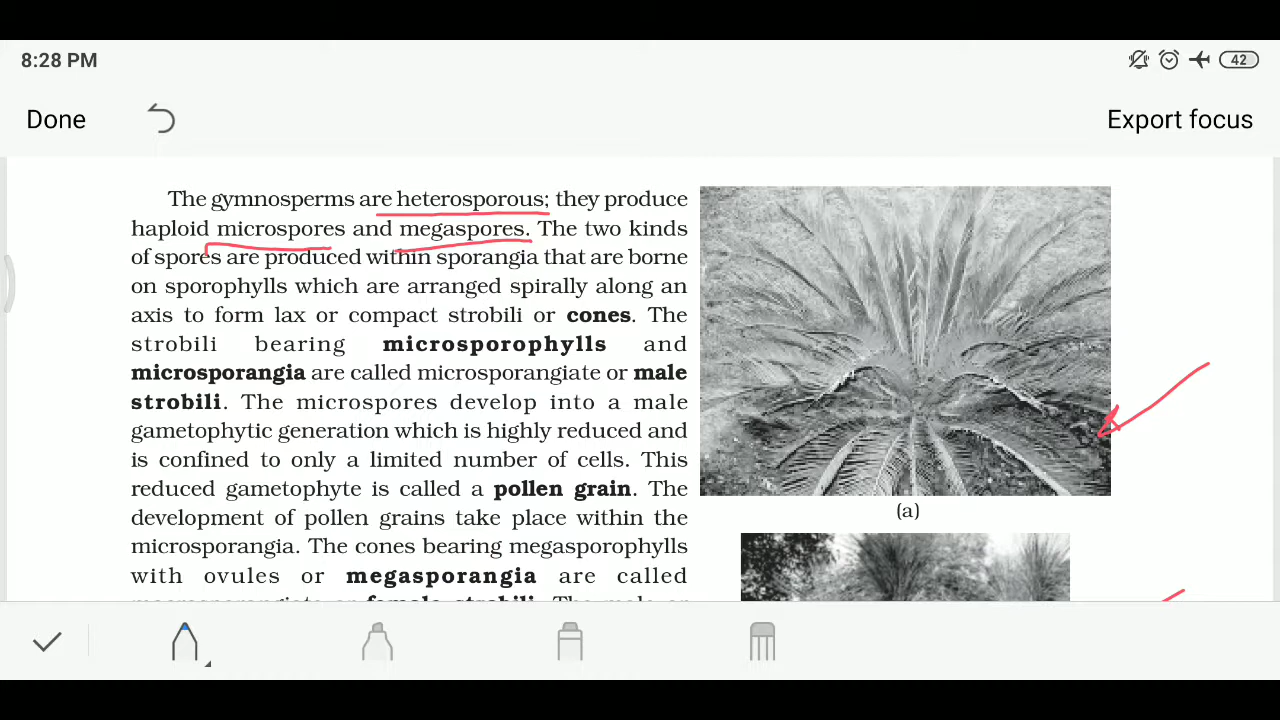 8:28 PM
42
Done
Export focus
The gymnosperms are heterosporous; they produce
haploid microspores and megaspores. The two kinds
of spores are produced within sporangia that are borne
on sporophylls which are arranged spirally along an
axis to form lax or compact strobili or cones. The
strobili bearing microsporophylls and
microsporangia are called microsporangiate or male
strobili. The microspores develop into a male
gametophytic generation which is highly reduced and
is confined to only a limited number of cells. This
reduced gametophyte is called a pollen grain. The
development of pollen grains take place within the
microsporangia. The cones bearing megasporophylls
with ovules or megasporangia are called
(a)